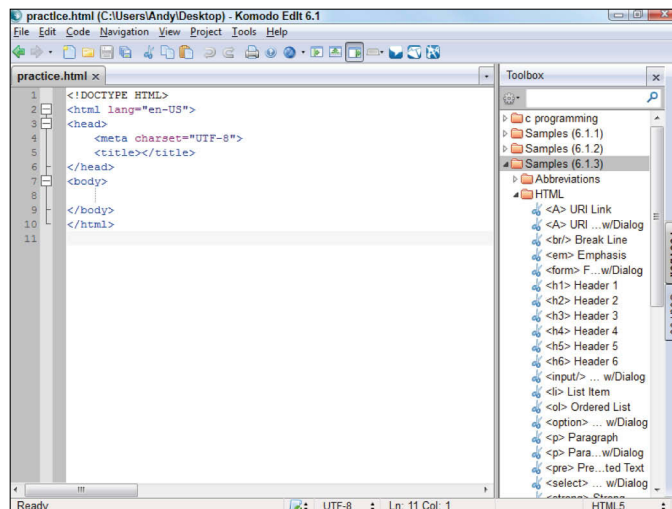 practice.html (C:\Users\Andy\Desktop) - Komodo Edit 6.1
File Edit Code Navigation View Project Tools Help
practice.html ×
1 <!DOCTYPE HTML>
2 <html lang="en-US">
3 <head>
4 <meta charset="UTF-8">
5 <title></title>
6 </head>
7 <body>
8
9 </body>
10 </html>
11
Toolbox
c programming
Samples (6.1.1)
Samples (6.1.2)
Samples (6.1.3)
Abbreviations
HTML
<A> URI Link
<A> URI ...w/Dialog
<br/> Break Line
<em> Emphasis
<form> F...w/Dialog
<h1> Header 1
<h2> Header 2
<h3> Header 3
<h4> Header 4
<h5> Header 5
<h6> Header 6
<input/> ... w/Dialog
<li> List Item
<ol> Ordered List
<option> ... w/Dialog
<p> Paragraph
<p> Para...w/Dialog
<pre> Pre...ted Text
<select> ... w/Dialog
<strong> Strong
Ready UTF-8 Ln: 11 Col: 1 HTML5